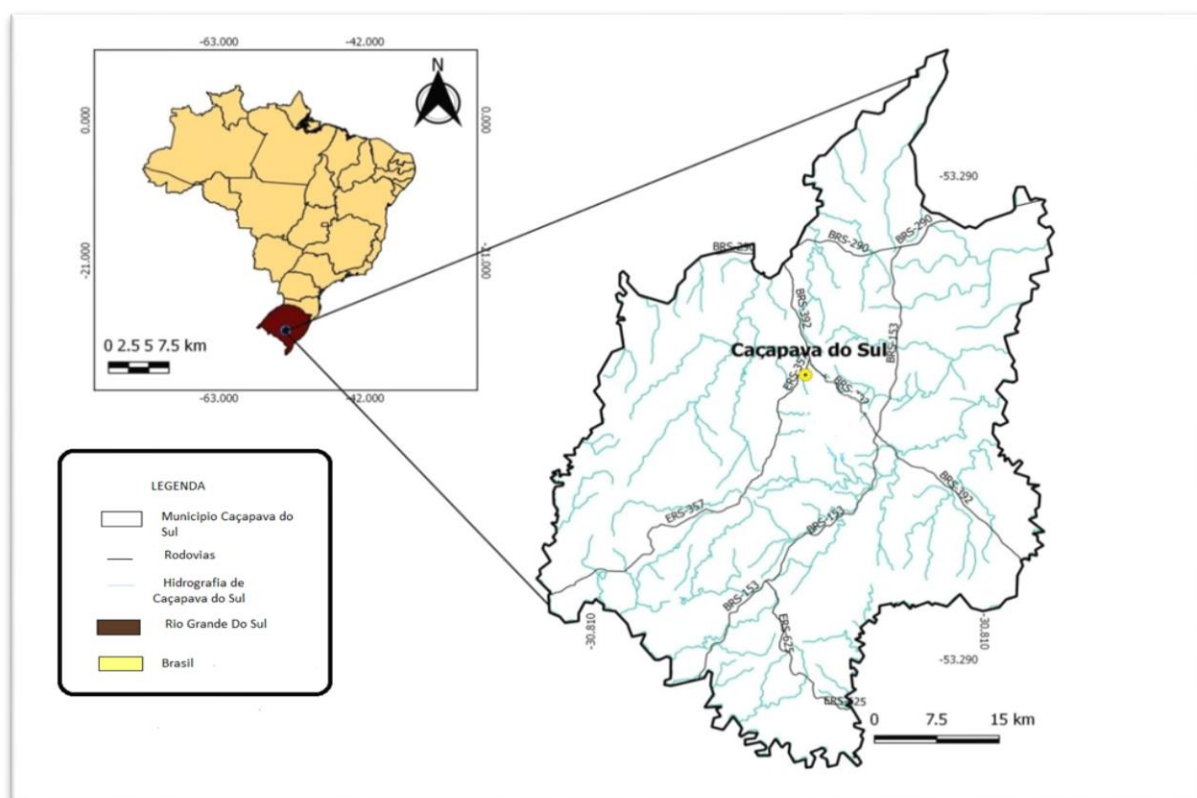 -63.000 -42.000
N
0.000 0.000
-21.000 -21.000
0 2.5 5 7.5 km
-63.000 -42.000
LEGENDA
Municipio Caçapava do
Sul
Rodovias
Hidrografia de
Caçapava do Sul
Rio Grande Do Sul
Brasil
-53.290
BRS-290
BRS-290
BRS-290
BRS-392
BRS-153
Caçapava do Sul
ERS-357
BRS-392
BRS-392
ERS-357
BRS-153
BRS-153
ERS-625
ERS-625
-30.810
-30.810
-53.290
0 7.5 15 km